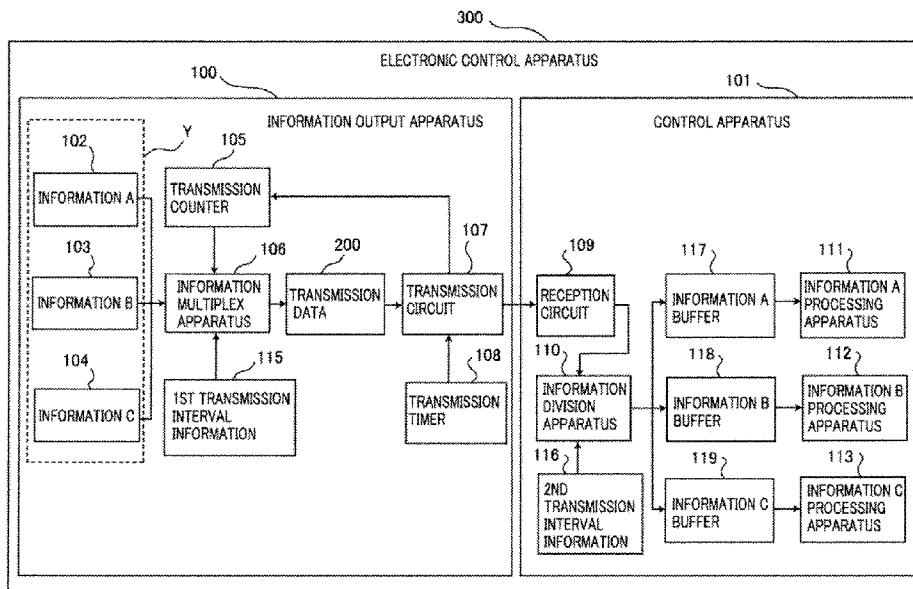 300
ELECTRONIC CONTROL APPARATUS
100
INFORMATION OUTPUT APPARATUS
Y
102
INFORMATION A
103
INFORMATION B
104
INFORMATION C
105
TRANSMISSION
COUNTER
106
INFORMATION
MULTIPLEX
APPARATUS
115
1ST TRANSMISSION
INTERVAL
INFORMATION
200
TRANSMISSION
DATA
107
TRANSMISSION
CIRCUIT
108
TRANSMISSION
TIMER
101
CONTROL APPARATUS
109
RECEPTION
CIRCUIT
110
INFORMATION
DIVISION
APPARATUS
116
2ND
TRANSMISSION
INTERVAL
INFORMATION
117
INFORMATION A
BUFFER
118
INFORMATION B
BUFFER
119
INFORMATION C
BUFFER
111
INFORMATION A
PROCESSING
APPARATUS
112
INFORMATION B
PROCESSING
APPARATUS
113
INFORMATION C
PROCESSING
APPARATUS